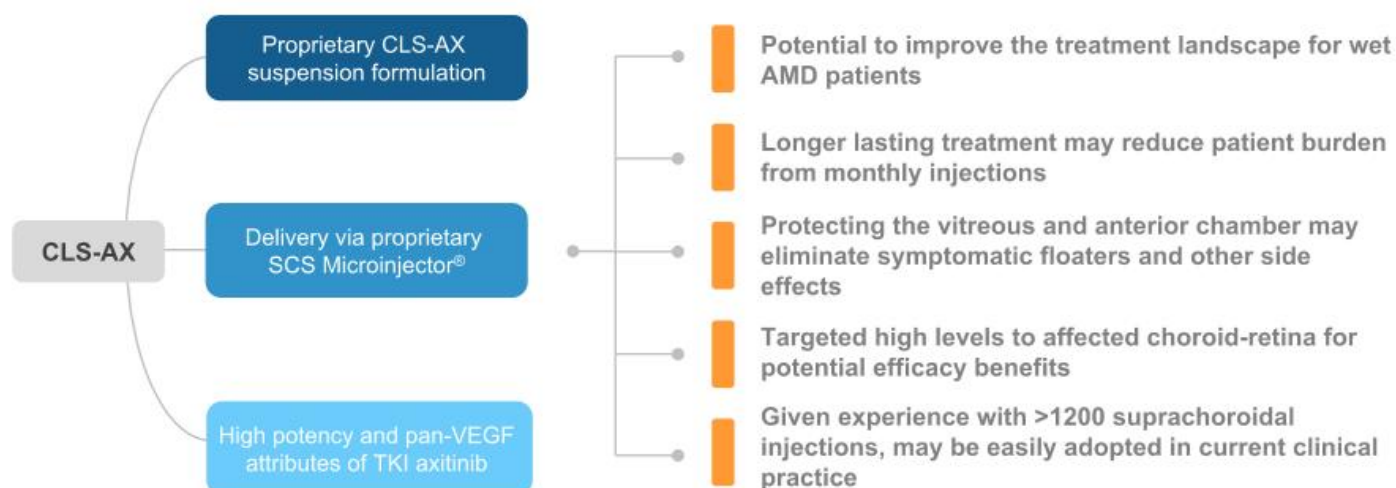 CLS-AX
Proprietary CLS-AX
suspension formulation
Delivery via proprietary
SCS Microinjector®
High potency and pan-VEGF
attributes of TKI axitinib
Potential to improve the treatment landscape for wet
AMD patients
Longer lasting treatment may reduce patient burden
from monthly injections
Protecting the vitreous and anterior chamber may
eliminate symptomatic floaters and other side
effects
Targeted high levels to affected choroid-retina for
potential efficacy benefits
Given experience with >1200 suprachoroidal
injections, may be easily adopted in current clinical
practice